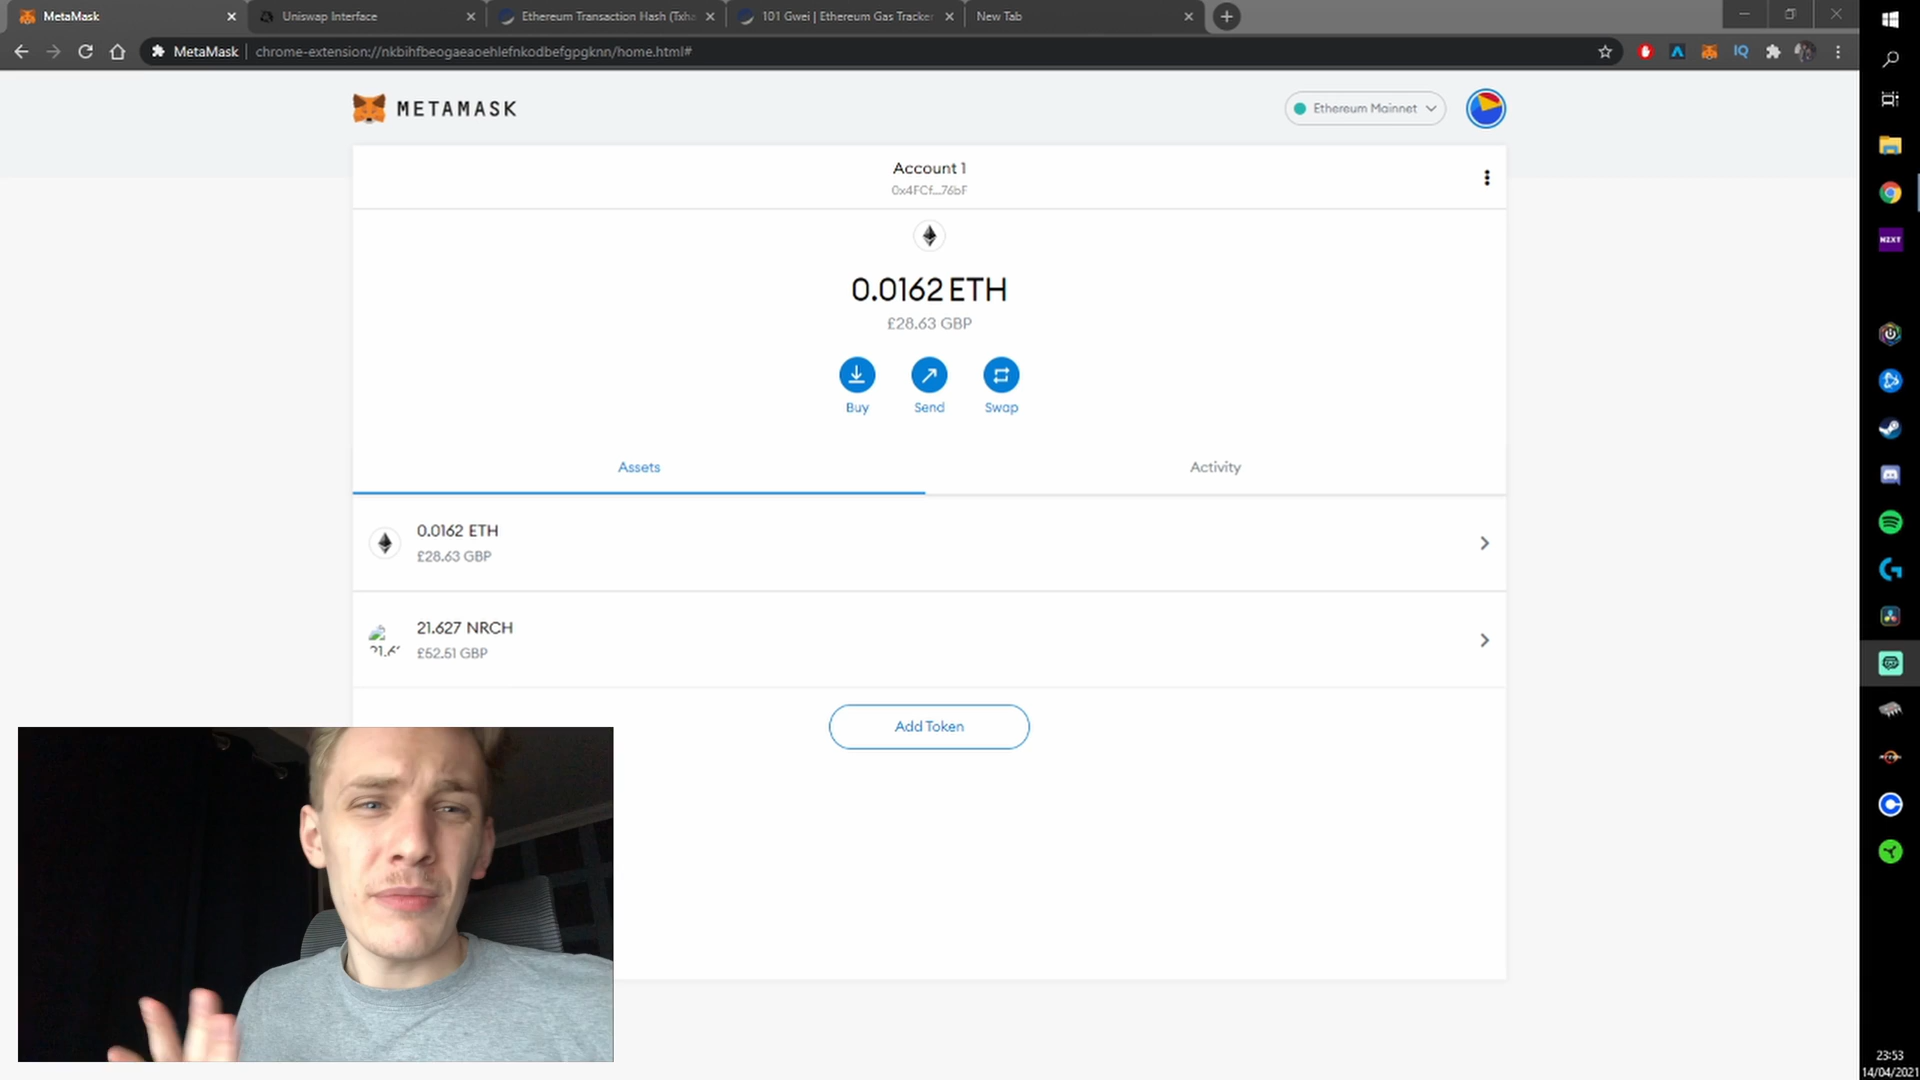 MetaMask
Uniswap Interface
Ethereum Transaction Hash (Txha
101 Gwei | Ethereum Gas Tracker
New Tab
MetaMask
chrome-extension://nkbihfbeogaeaoehlefnkodbefgpgknn/home.html#
IQ
METAMASK
Ethereum Mainnet
Account 1
0x4FCf...76bF
NZXT
0.0162 ETH
£28.63 GBP
Buy
Send
Swap
Assets
Activity
0.0162 ETH
£28.63 GBP
21.627 NRCH
£52.51 GBP
Add Token
23:53
14/04/2021